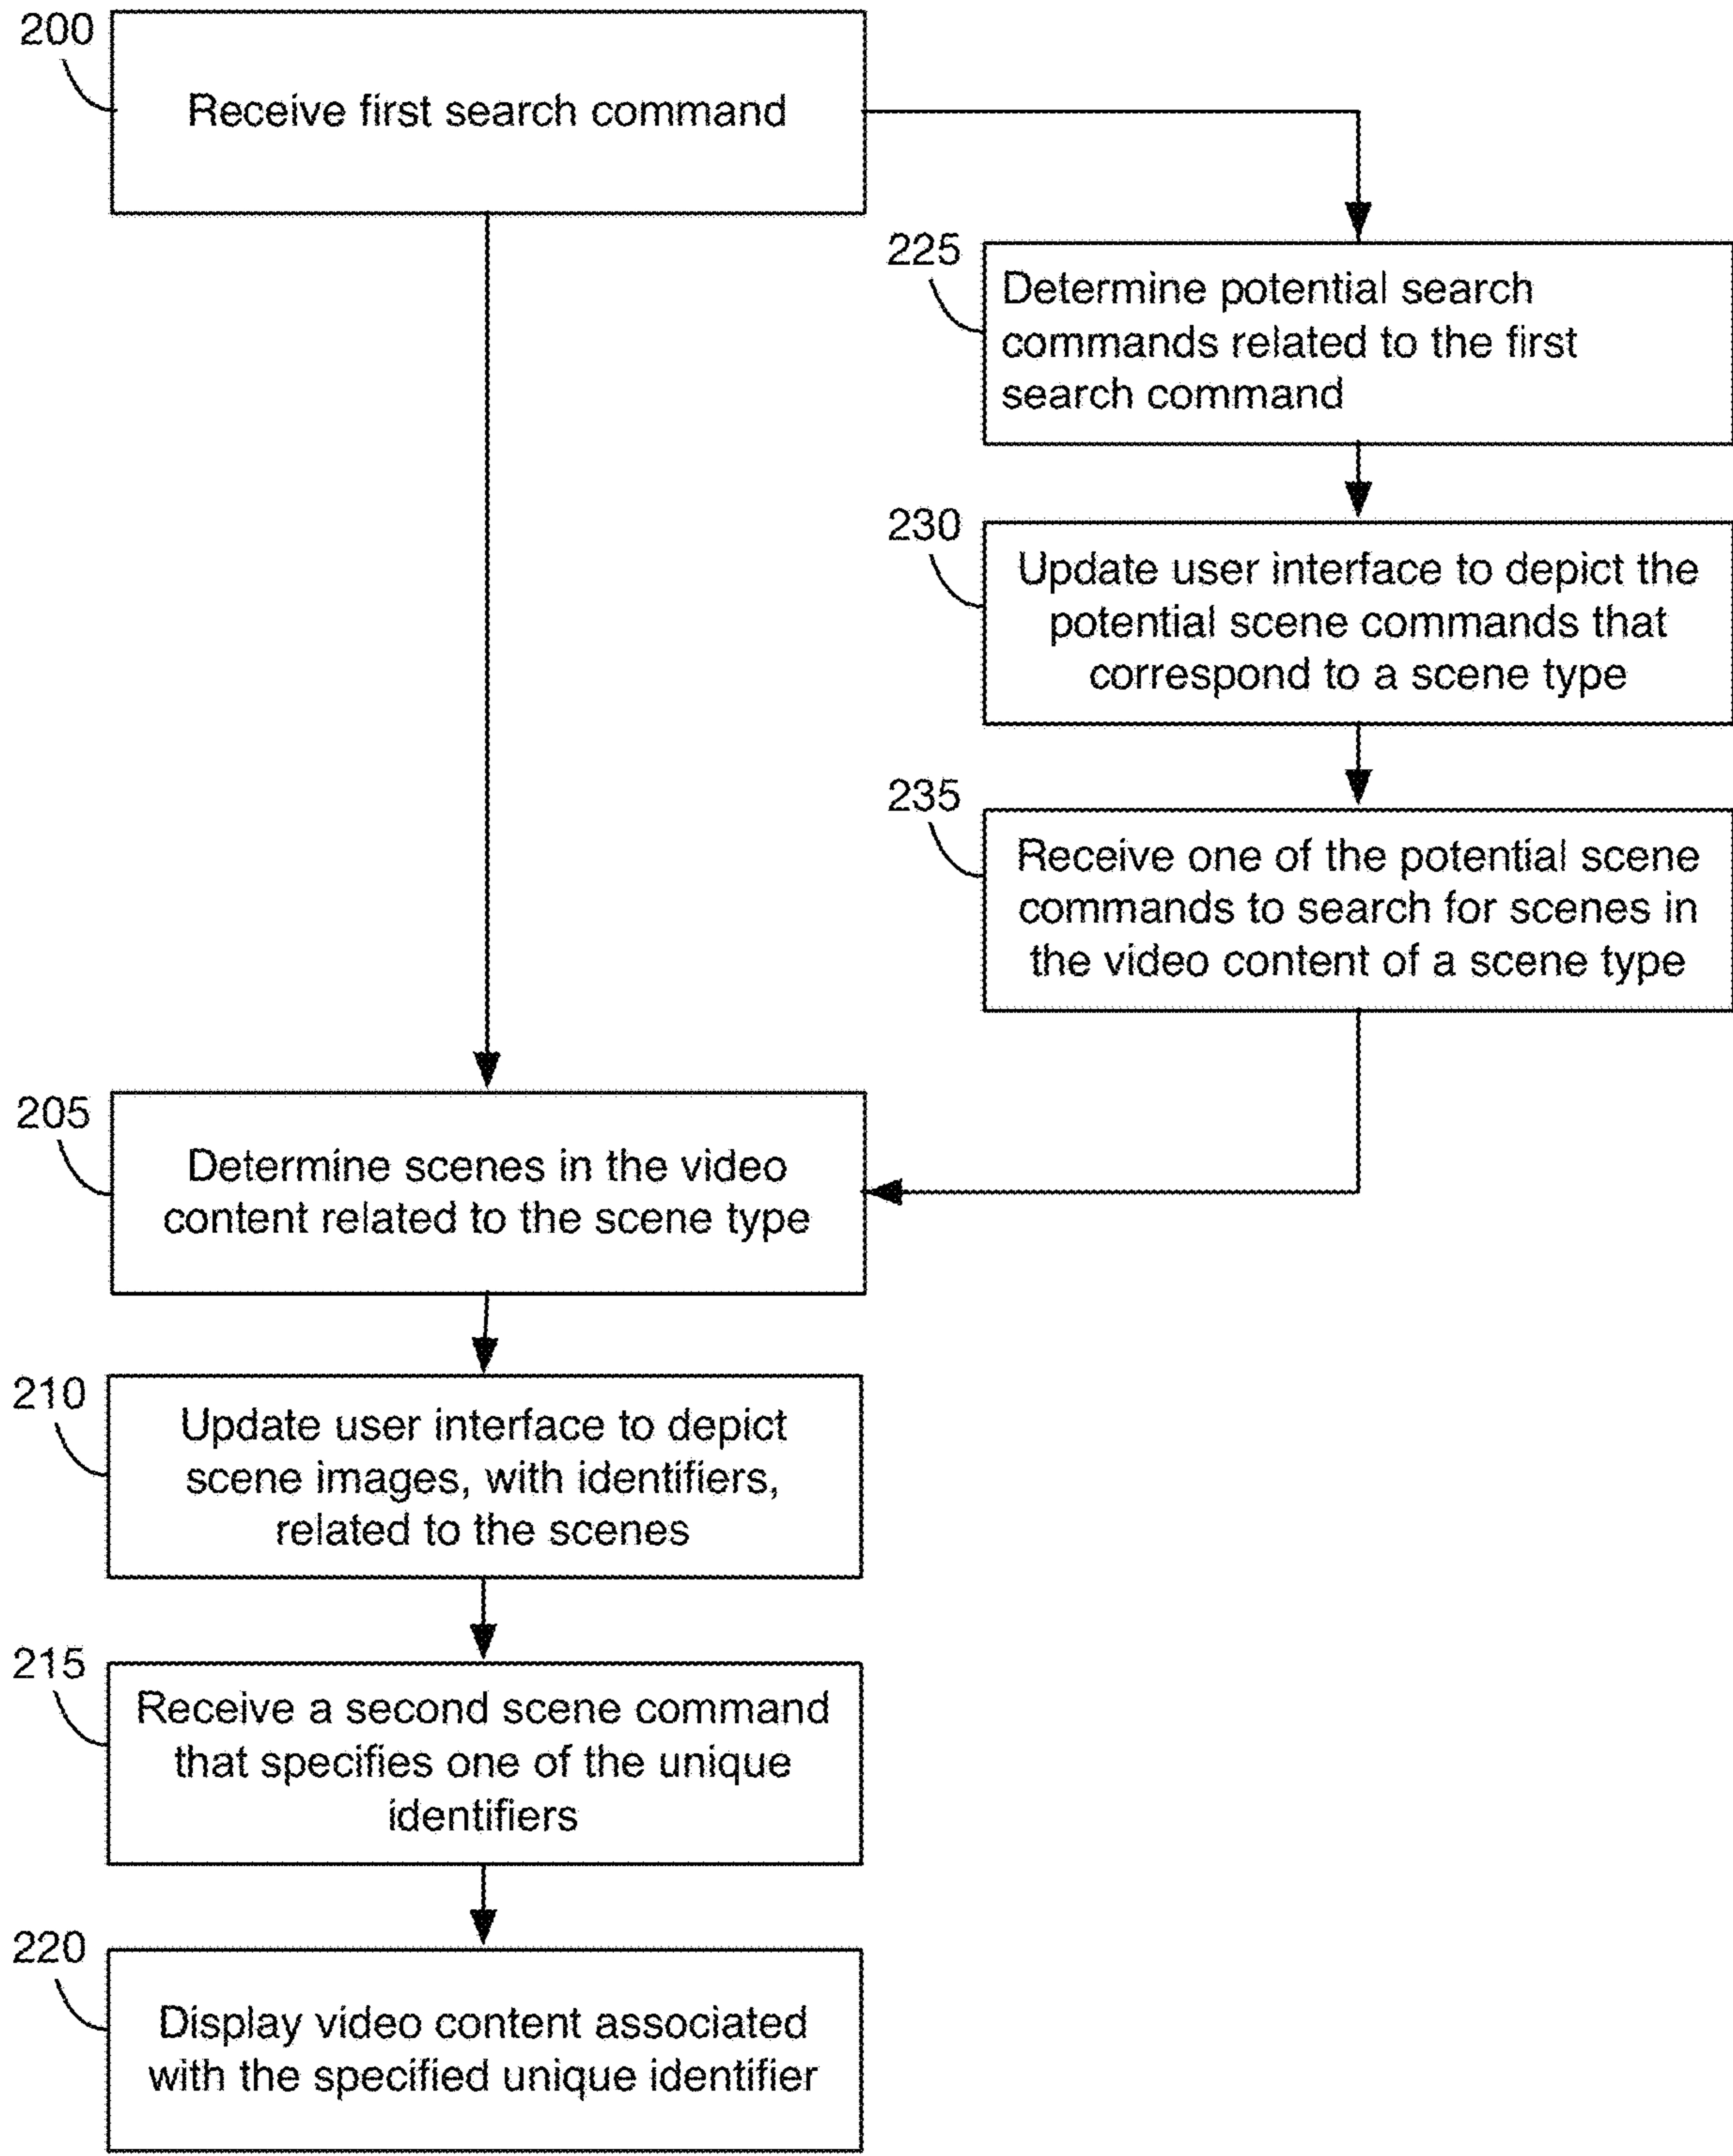 200
Receive first search command
225
Determine potential search
commands related to the first
search command
230
Update user interface to depict the
potential scene commands that
correspond to a scene type
235
Receive one of the potential scene
commands to search for scenes in
the video content of a scene type
205
Determine scenes in the video
content related to the scene type
210
Update user interface to depict
scene images, with identifiers,
related to the scenes
215
Receive a second scene command
that specifies one of the unique
identifiers
220
Display video content associated
with the specified unique identifier